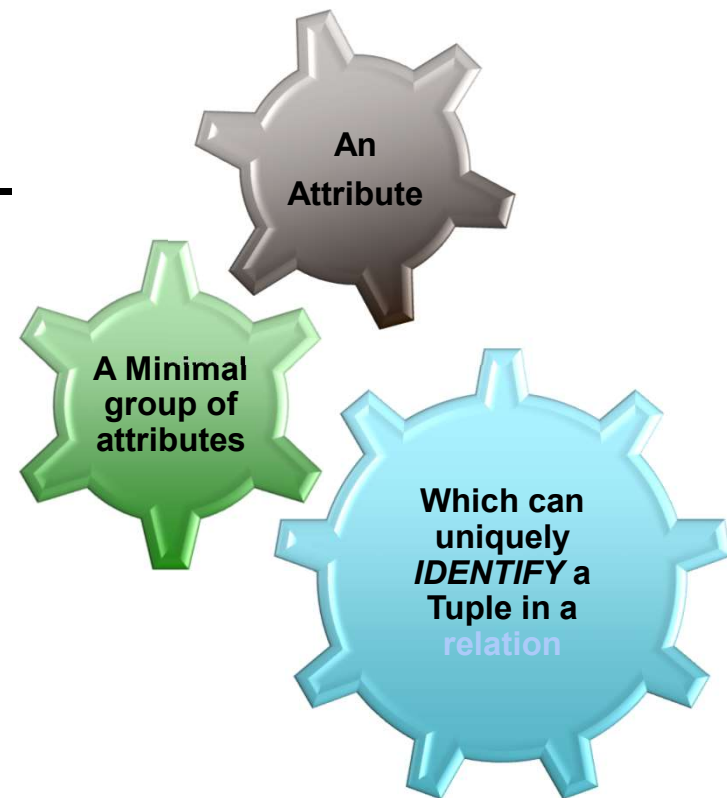 An
Attribute
A Minimal
group of
attributes
Which can
uniquely
IDENTIFY a
Tuple in a
relation